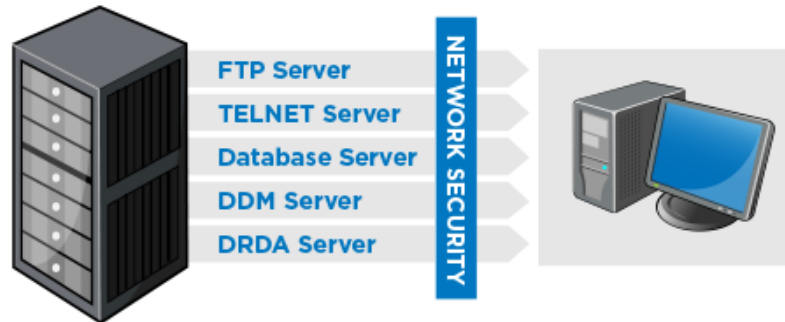 FTP Server
TELNET Server
Database Server
DDM Server
DRDA Server
NETWORK SECURITY